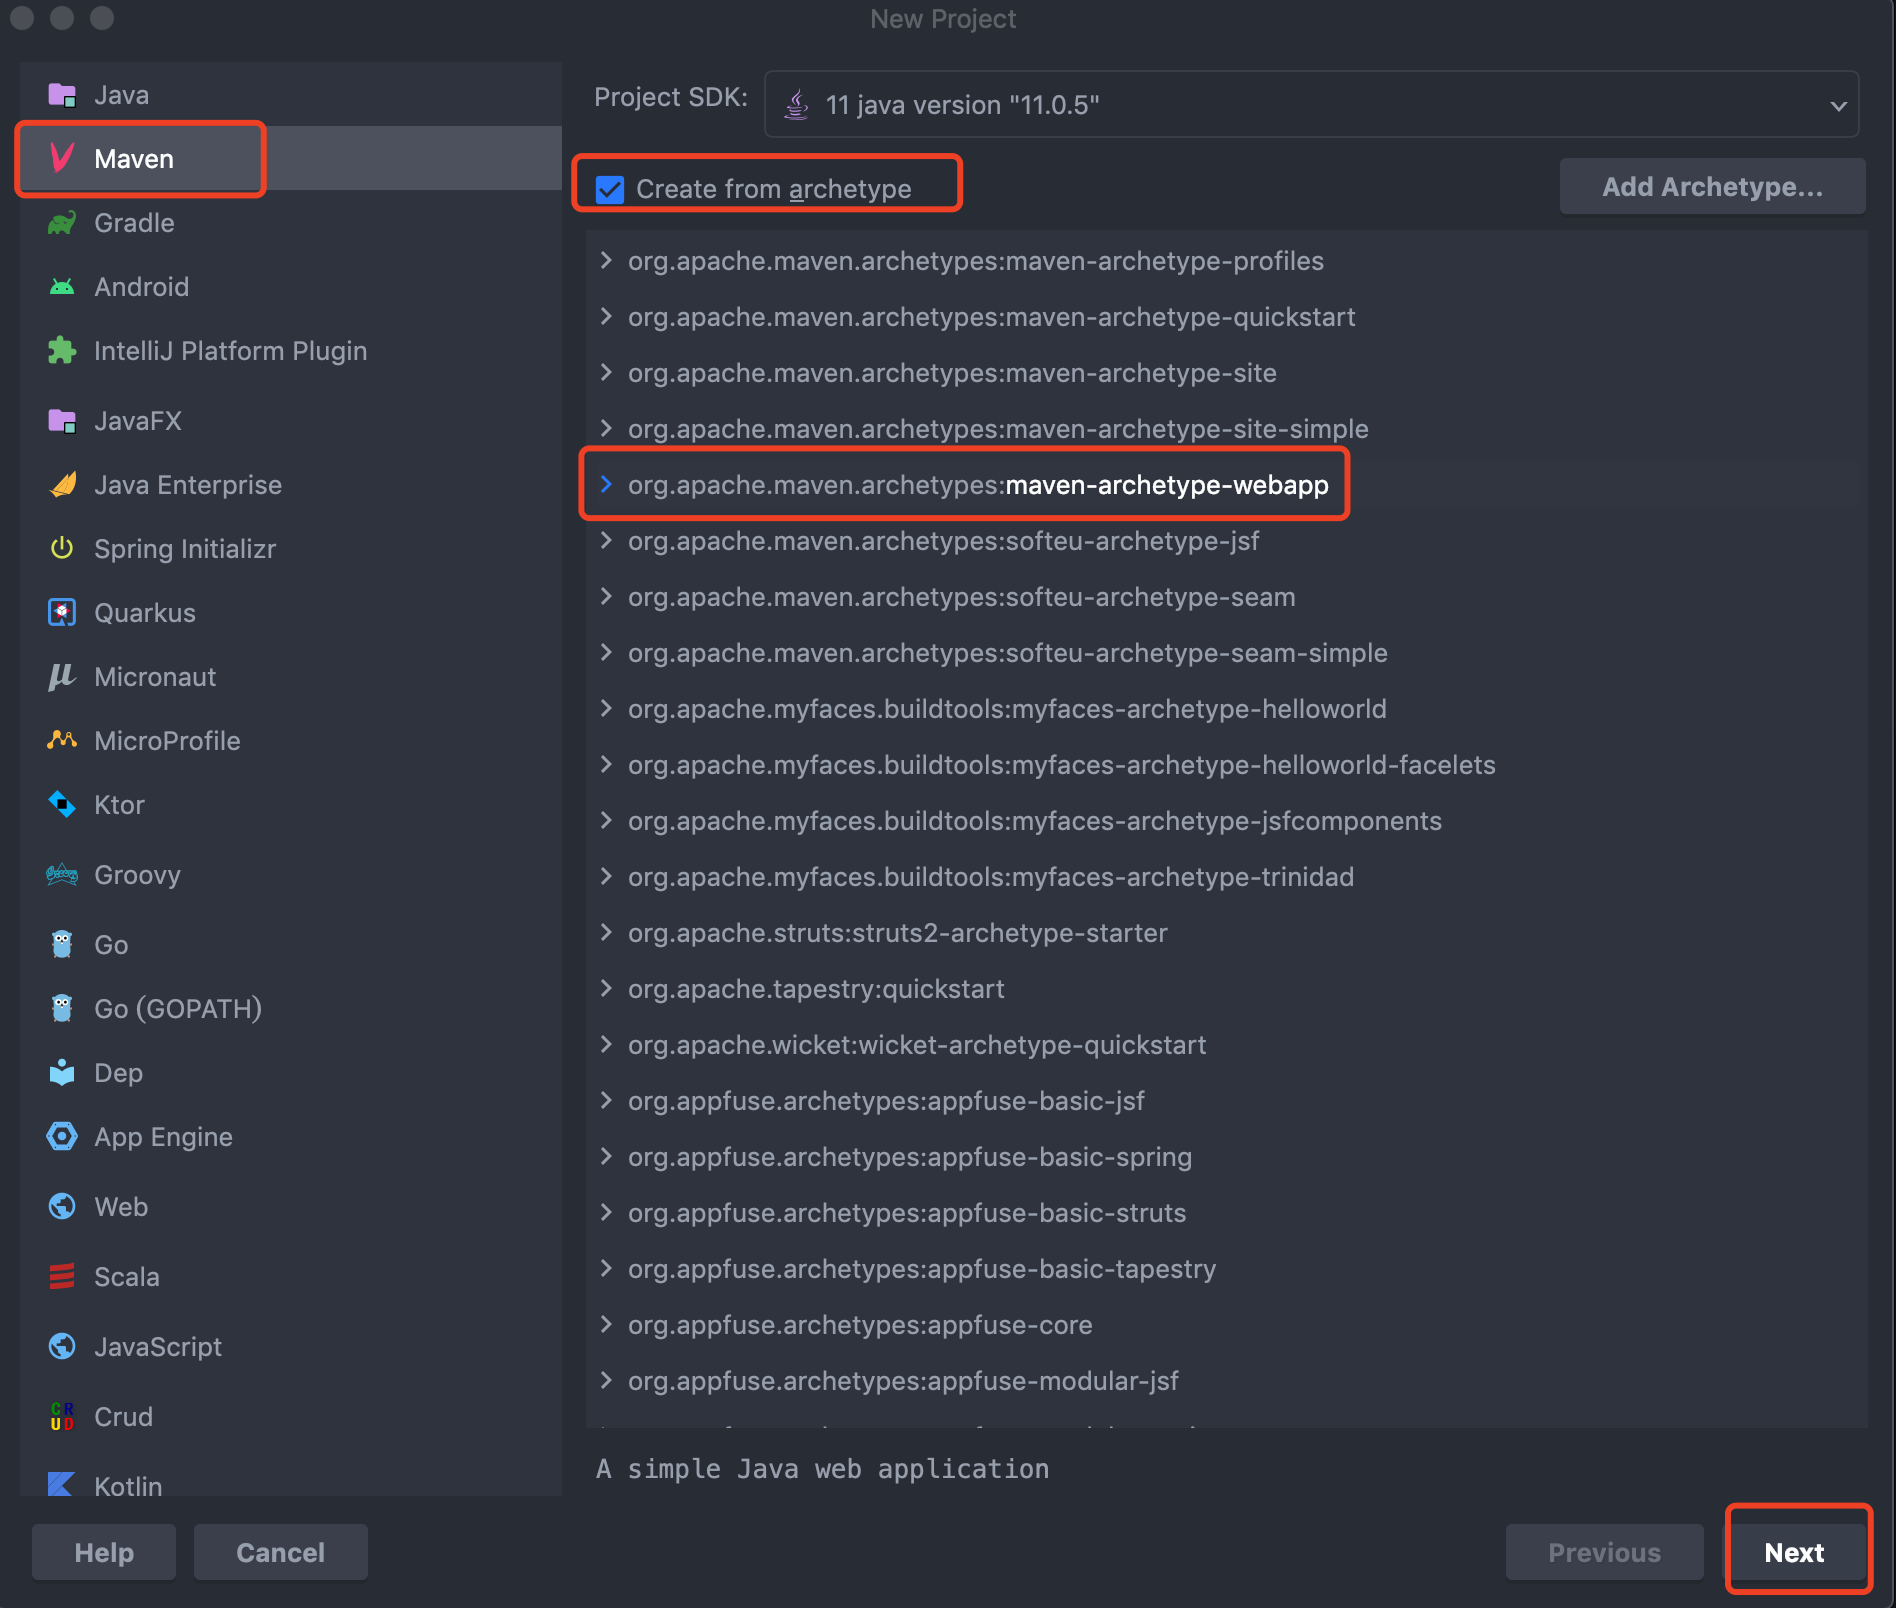 New Project
Java
Maven
Gradle
Android
IntelliJ Platform Plugin
JavaFX
Java Enterprise
Spring Initializr
Quarkus
Micronaut
MicroProfile
Ktor
Groovy
Go
Go (GOPATH)
Dep
App Engine
Web
Scala
JavaScript
CRUD
Crud
Kotlin
Project SDK: 11 java version "11.0.5"
Create from archetype
Add Archetype...
org.apache.maven.archetypes:maven-archetype-profiles
org.apache.maven.archetypes:maven-archetype-quickstart
org.apache.maven.archetypes:maven-archetype-site
org.apache.maven.archetypes:maven-archetype-site-simple
org.apache.maven.archetypes:maven-archetype-webapp
org.apache.maven.archetypes:softeu-archetype-jsf
org.apache.maven.archetypes:softeu-archetype-seam
org.apache.maven.archetypes:softeu-archetype-seam-simple
org.apache.myfaces.buildtools:myfaces-archetype-helloworld
org.apache.myfaces.buildtools:myfaces-archetype-helloworld-facelets
org.apache.myfaces.buildtools:myfaces-archetype-jsfcomponents
org.apache.myfaces.buildtools:myfaces-archetype-trinidad
org.apache.struts:struts2-archetype-starter
org.apache.tapestry:quickstart
org.apache.wicket:wicket-archetype-quickstart
org.appfuse.archetypes:appfuse-basic-jsf
org.appfuse.archetypes:appfuse-basic-spring
org.appfuse.archetypes:appfuse-basic-struts
org.appfuse.archetypes:appfuse-basic-tapestry
org.appfuse.archetypes:appfuse-core
org.appfuse.archetypes:appfuse-modular-jsf
A simple Java web application
Help
Cancel
Previous
Next